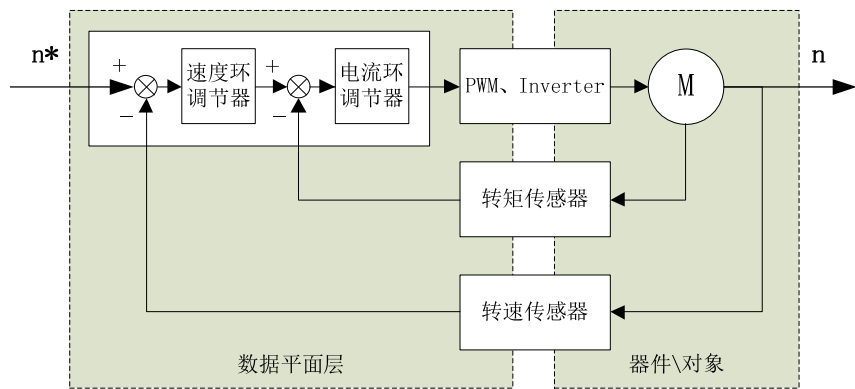 n*
+
−
速度环
调节器
+
−
电流环
调节器
PWM、Inverter
M
n
转矩传感器
转速传感器
数据平面层
器件\对象